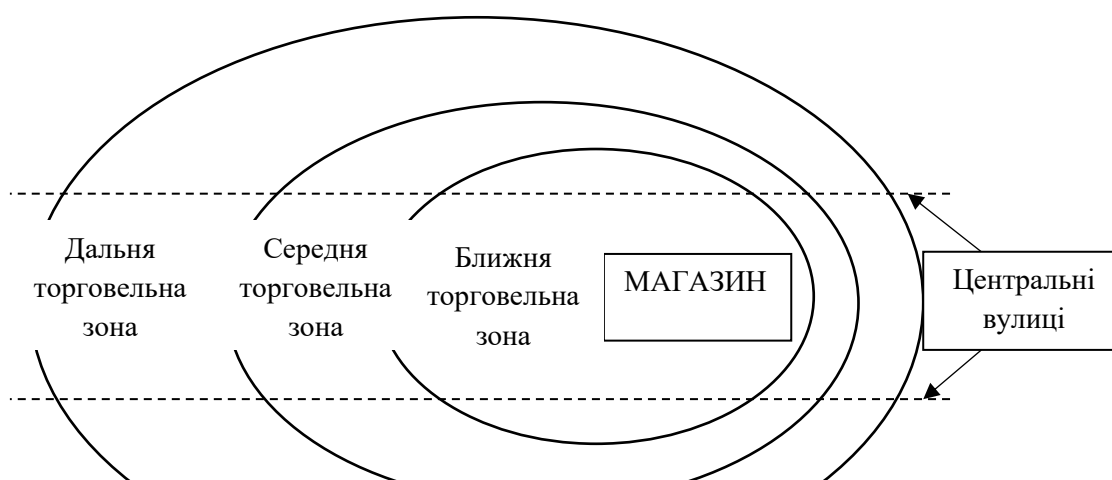 Дальня
торговельна
зона
Середня
торговельна
зона
Ближня
торговельна
зона
МАГАЗИН
Центральні
вулиці